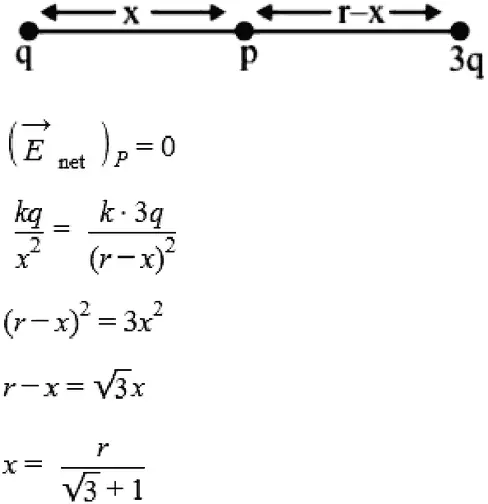 x r–x
q p 3q
(E⃗ net)P = 0
kq/x² = k · 3q/(r – x)²
(r – x)² = 3x²
r – x = √3x
x = r/(√3 + 1)